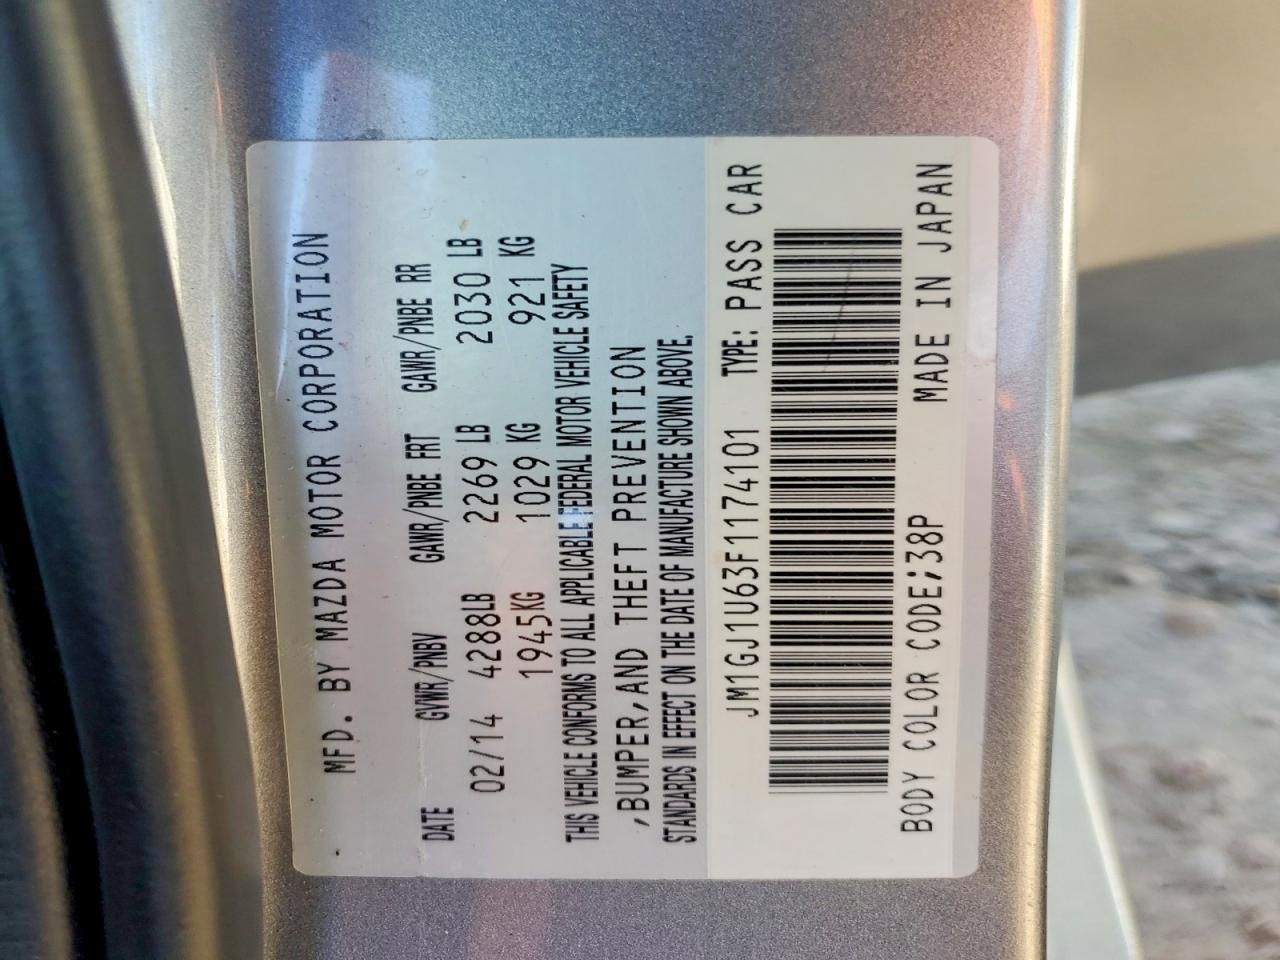 MFD. BY MAZDA MOTOR CORPORATION
DATE GVWR/PNBV GAWR/PNBE FRT GAWR/PNBE RR
02/14 4288LB 2269 LB 2030 LB
1945KG 1029 KG 921 KG
THIS VEHICLE CONFORMS TO ALL APPLICABLE FEDERAL MOTOR VEHICLE SAFETY
,BUMPER,AND THEFT PREVENTION
STANDARDS IN EFFECT ON THE DATE OF MANUFACTURE SHOWN ABOVE.
JM1GJ1U63F1174101 TYPE: PASS CAR
BODY COLOR CODE;38P MADE IN JAPAN